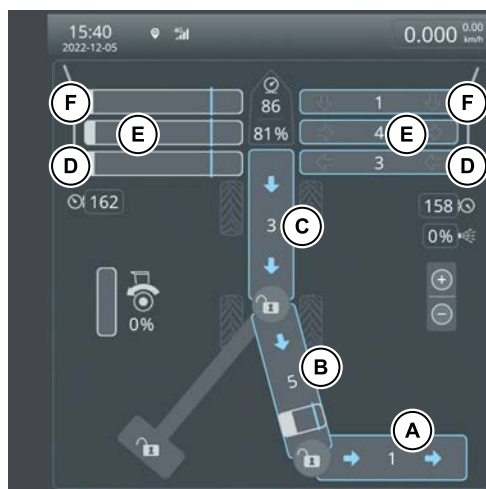 15:40
2022-12-05
4G
0.000 0.00 km/h
F 86 1 F
E 81% 4 E
D 3 D
162
158
3 C
0%
+
0%
−
B
5
A
1